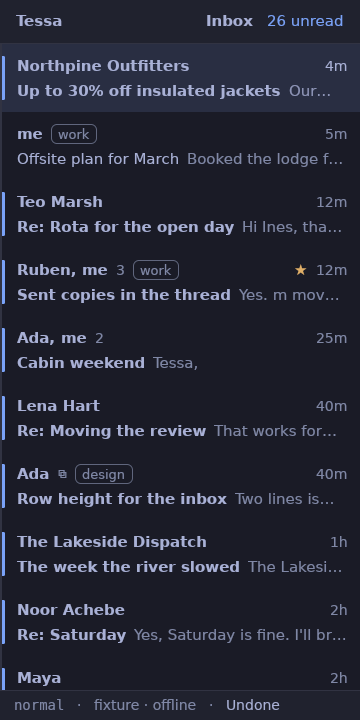 Tessa Inbox 26 unread
Northpine Outfitters 4m
Up to 30% off insulated jackets Our…
me work 5m
Offsite plan for March Booked the lodge f…
Teo Marsh 12m
Re: Rota for the open day Hi Ines, tha…
Ruben, me 3 work ★ 12m
Sent copies in the thread Yes. m mov…
Ada, me 2 25m
Cabin weekend Tessa,
Lena Hart 40m
Re: Moving the review That works for…
Ada design 40m
Row height for the inbox Two lines is…
The Lakeside Dispatch 1h
The week the river slowed The Lakesi…
Noor Achebe 2h
Re: Saturday Yes, Saturday is fine. I'll br…
Maya 2h
normal · fixture · offline · Undone